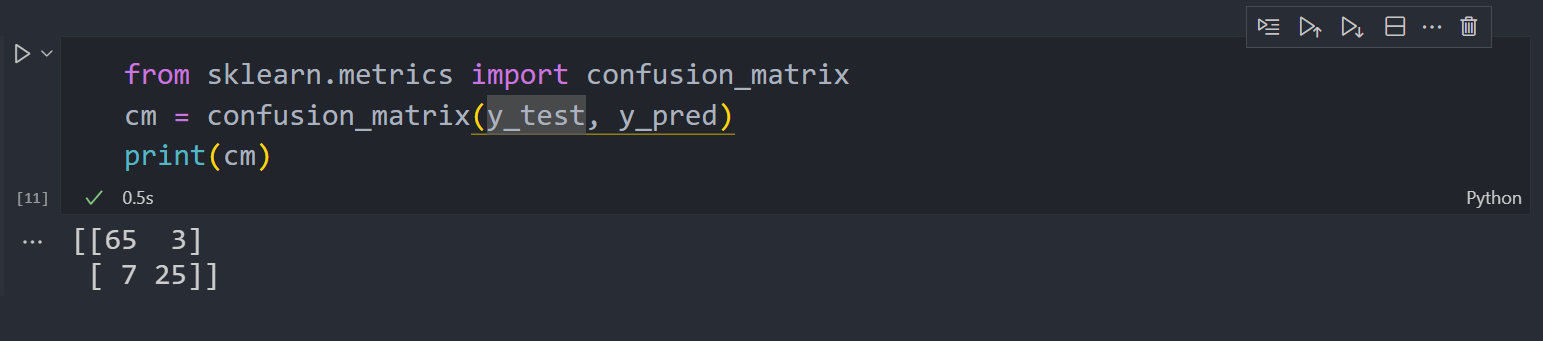 from sklearn.metrics import confusion_matrix
cm = confusion_matrix(y_test, y_pred)
print(cm)
[11] 0.5s Python
[[65  3]
 [ 7 25]]